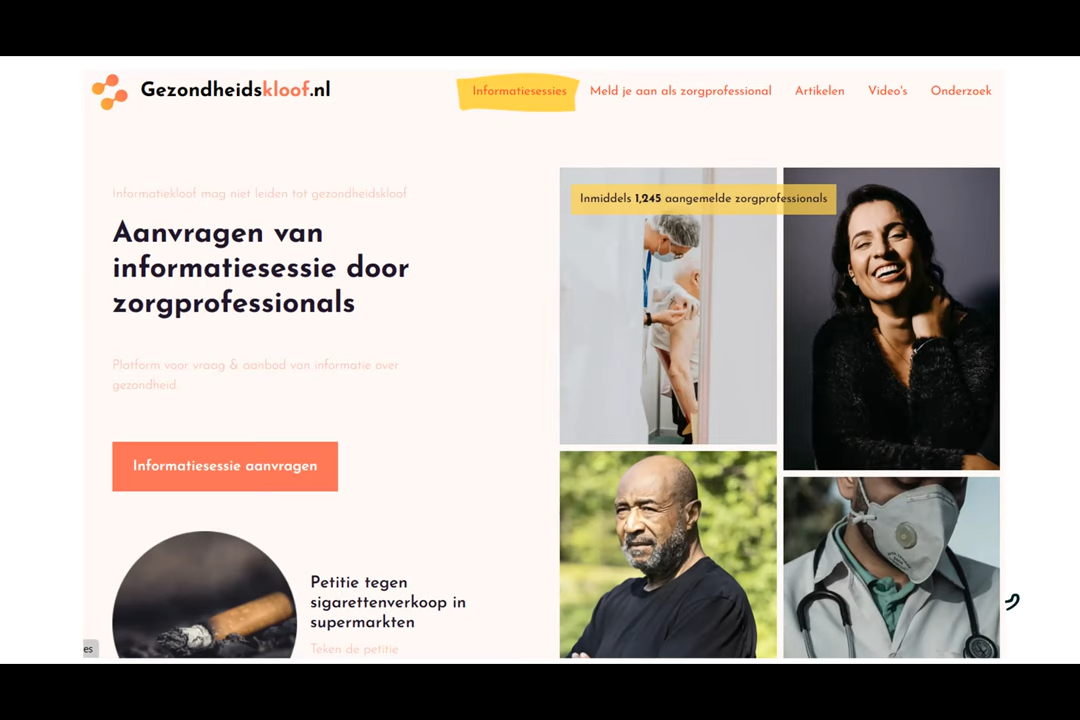 Gezondheidskloof.nl
Informatiesessies Meld je aan als zorgprofessional Artikelen Video's Onderzoek
Informatiekloof mag niet leiden tot gezondheidskloof
Aanvragen van
informatiesessie door
zorgprofessionals
Platform voor vraag & aanbod van informatie over
gezondheid.
Informatiesessie aanvragen
Inmiddels 1,245 aangemelde zorgprofessionals
Petitie tegen
sigarettenverkoop in
supermarkten
Teken de petitie
es